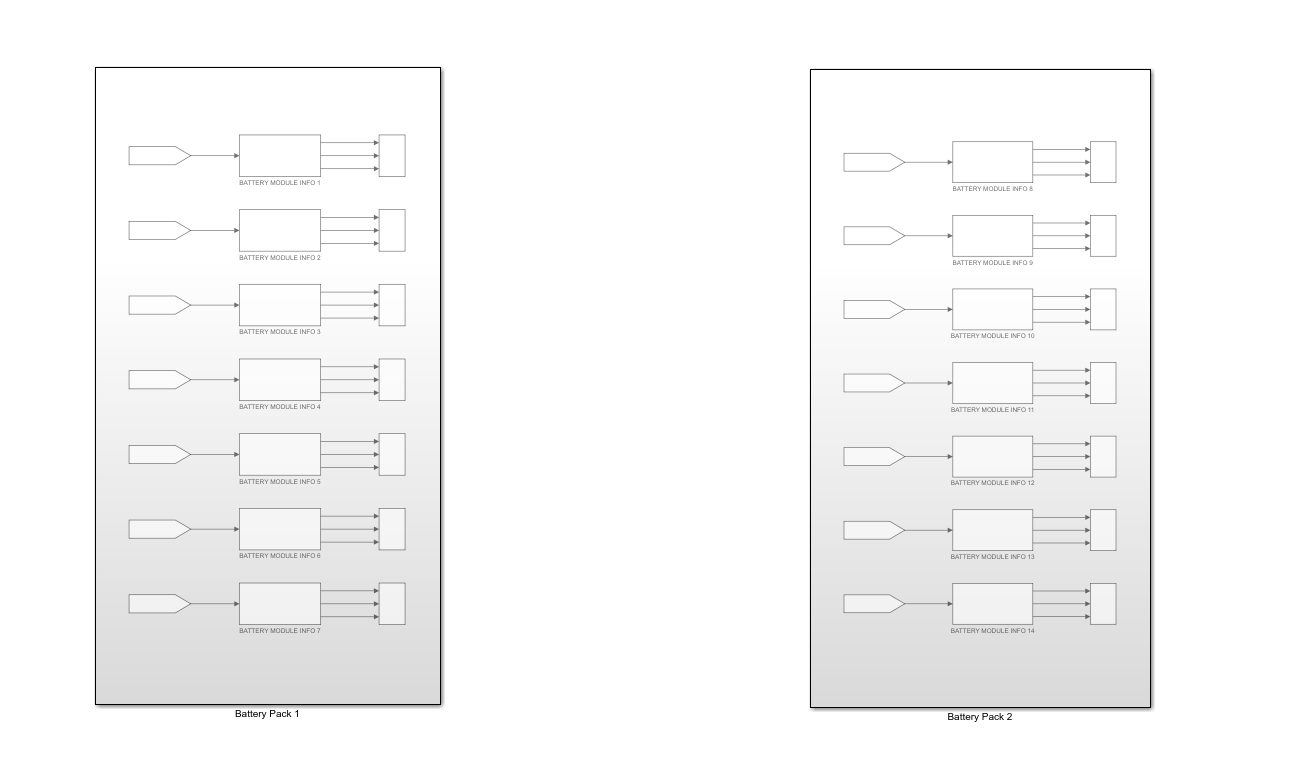 BATTERY MODULE INFO 1
BATTERY MODULE INFO 2
BATTERY MODULE INFO 3
BATTERY MODULE INFO 4
BATTERY MODULE INFO 5
BATTERY MODULE INFO 6
BATTERY MODULE INFO 7
Battery Pack 1
BATTERY MODULE INFO 8
BATTERY MODULE INFO 9
BATTERY MODULE INFO 10
BATTERY MODULE INFO 11
BATTERY MODULE INFO 12
BATTERY MODULE INFO 13
BATTERY MODULE INFO 14
Battery Pack 2